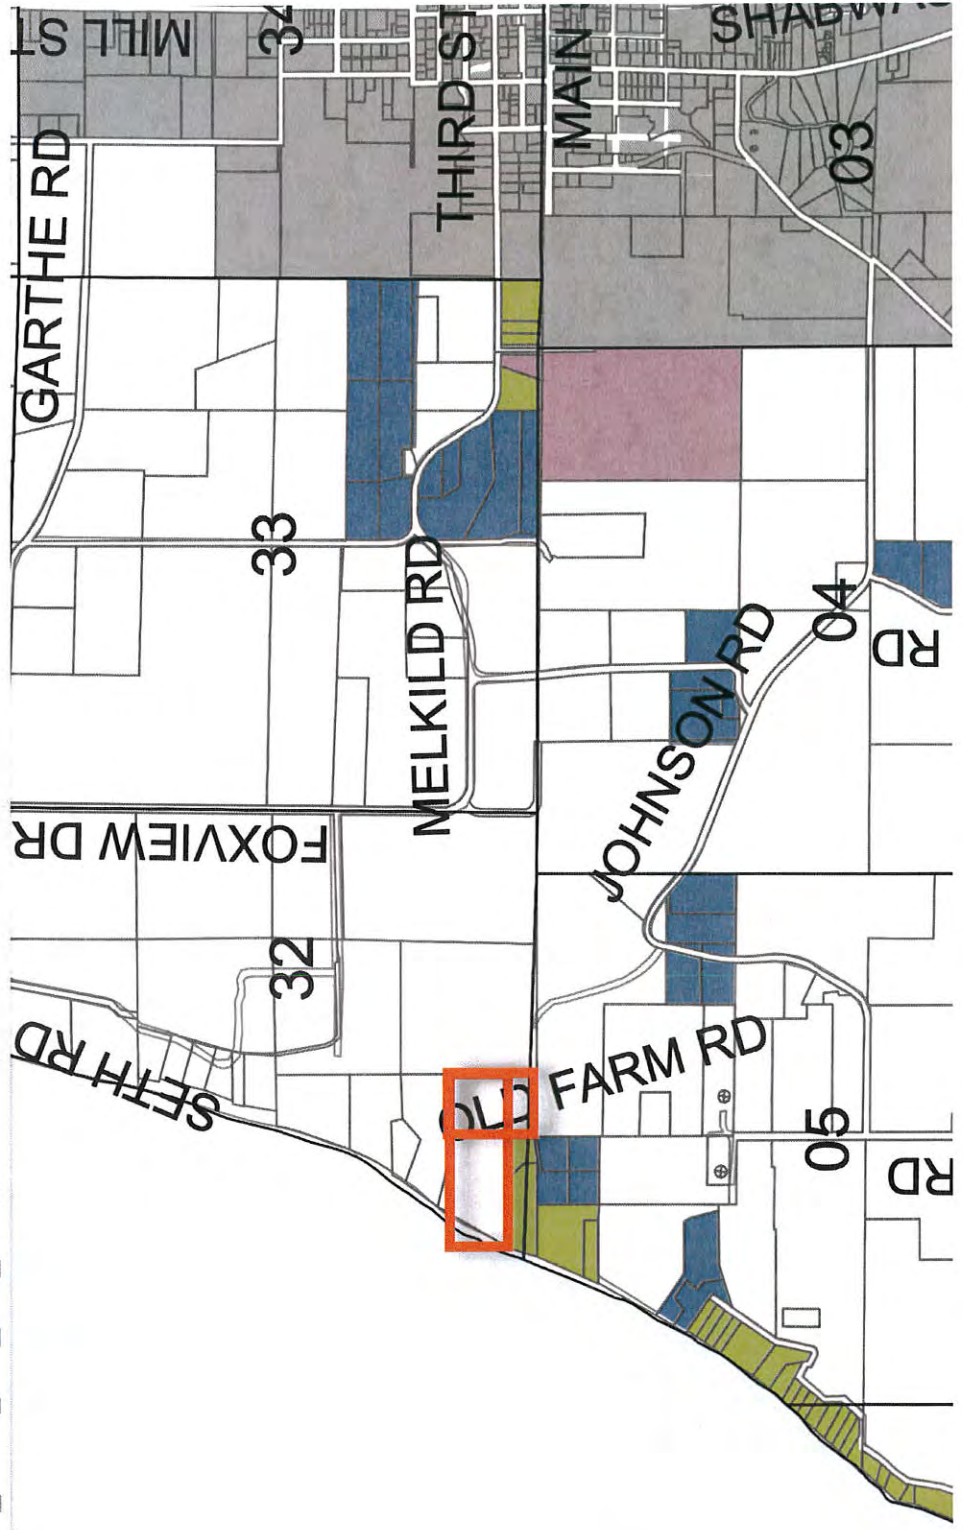 MILL ST
34
THIRD ST
MAIN
GARTHE RD
03
33
MELKILD RD
JOHNSON RD
04
RD
FOXVIEW DR
32
SETH RD
OLD FARM RD
05
RD